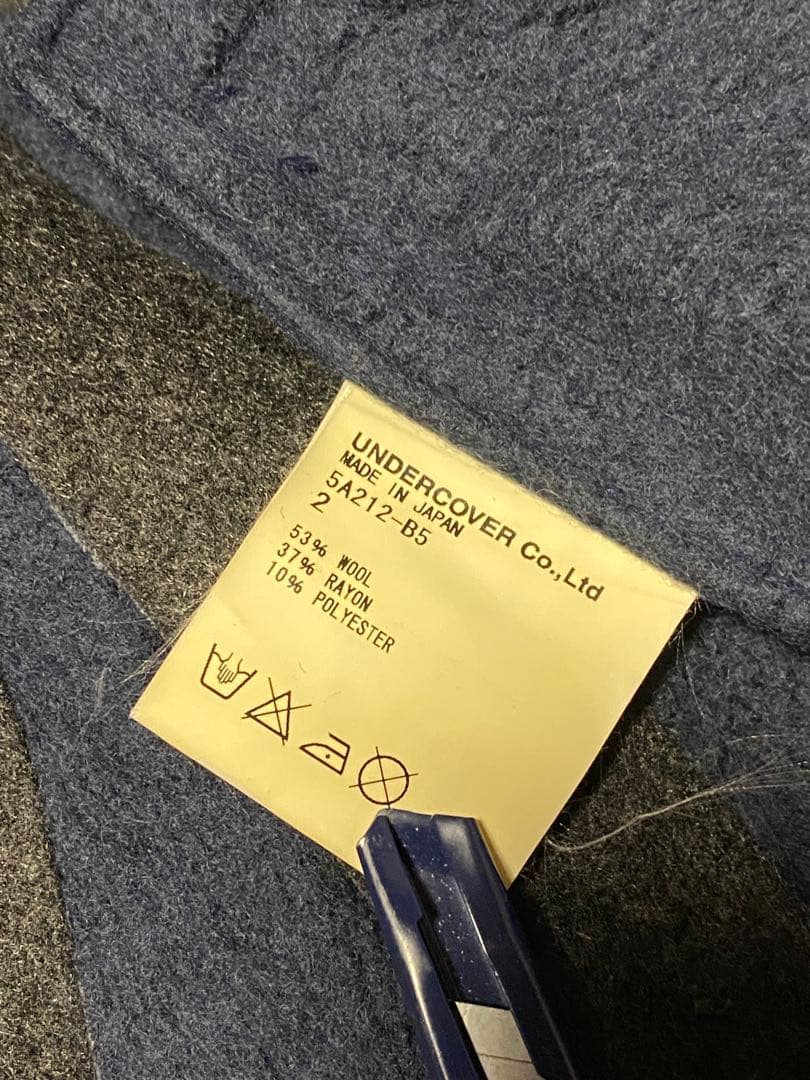 UNDERCOVER Co.,Ltd
MADE IN JAPAN
5A212-B5
2
53% WOOL
37% RAYON
10% POLYESTER